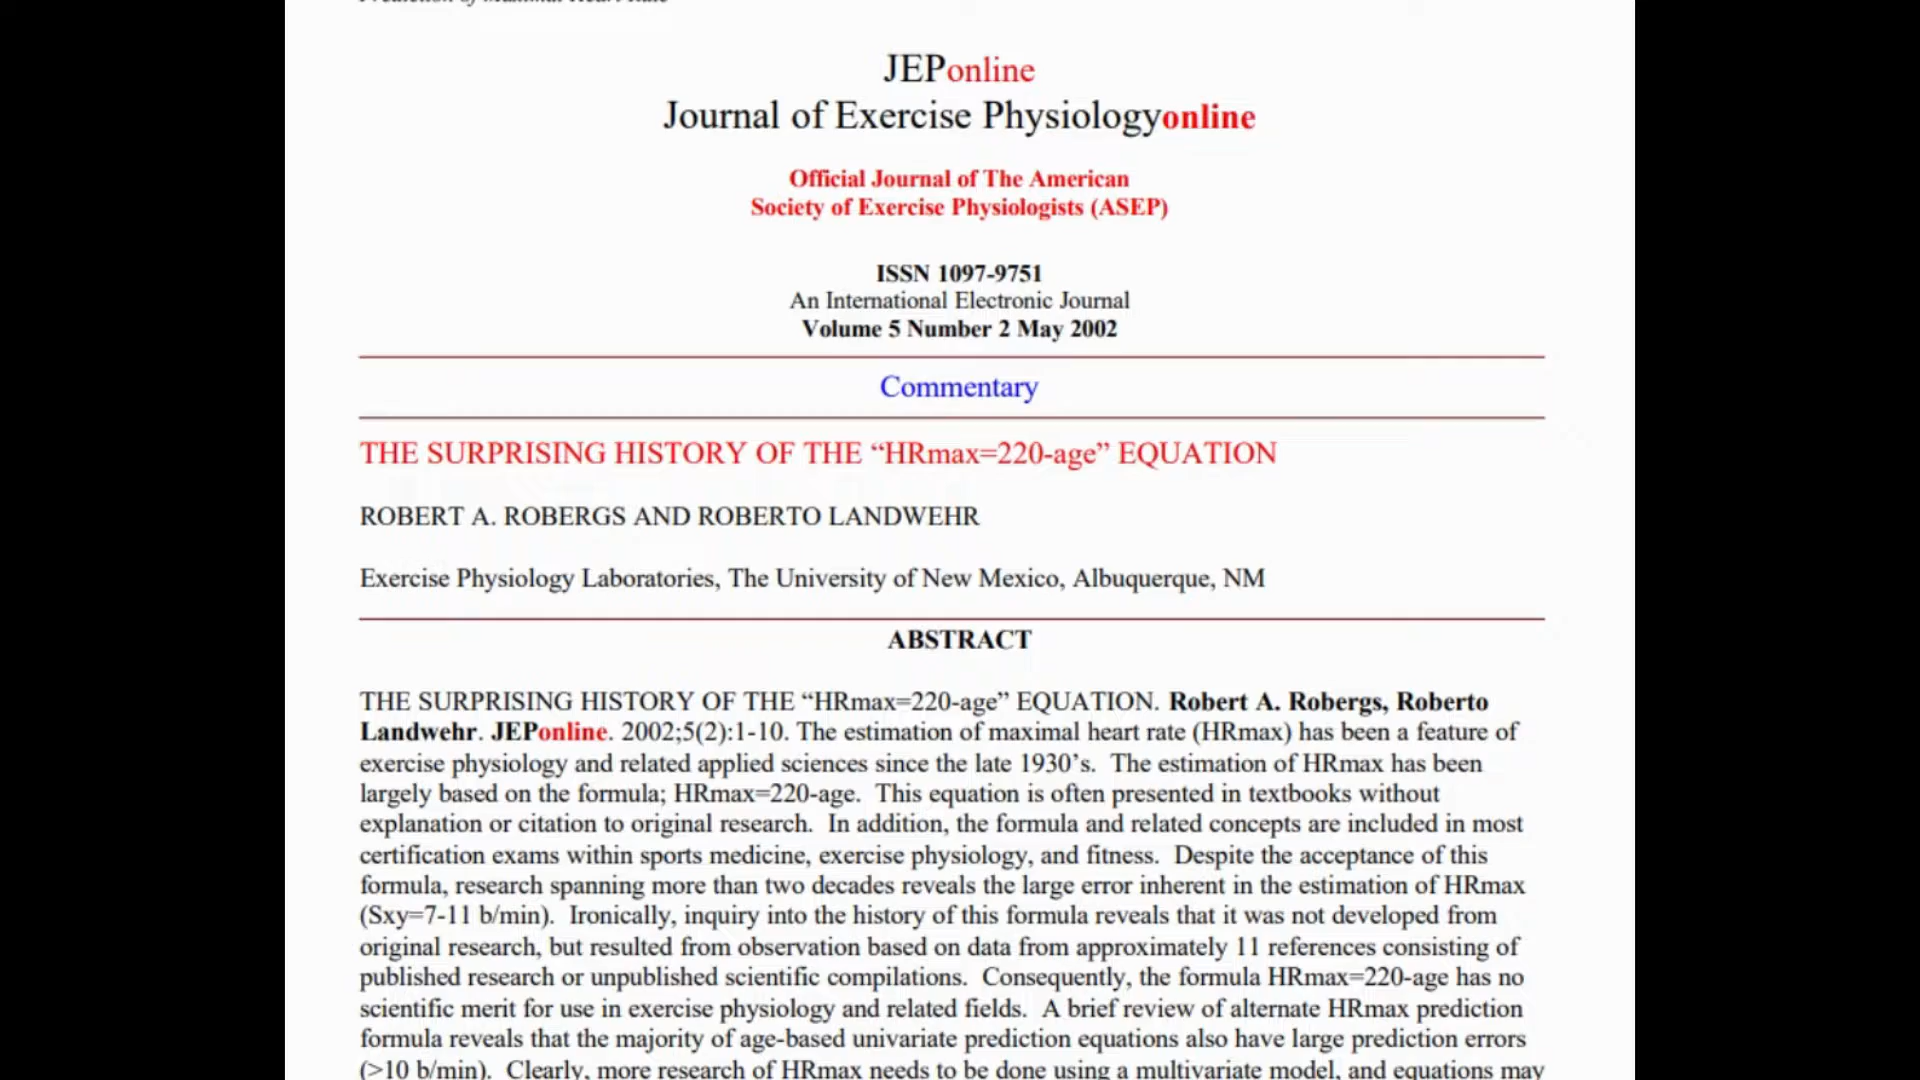 JEPonline
Journal of Exercise Physiologyonline
Official Journal of The American
Society of Exercise Physiologists (ASEP)
ISSN 1097-9751
An International Electronic Journal
Volume 5 Number 2 May 2002
Commentary
THE SURPRISING HISTORY OF THE “HRmax=220-age” EQUATION
ROBERT A. ROBERGS AND ROBERTO LANDWEHR
Exercise Physiology Laboratories, The University of New Mexico, Albuquerque, NM
ABSTRACT
THE SURPRISING HISTORY OF THE “HRmax=220-age” EQUATION. Robert A. Robergs, Roberto
Landwehr. JEPonline. 2002;5(2):1-10. The estimation of maximal heart rate (HRmax) has been a feature of
exercise physiology and related applied sciences since the late 1930’s. The estimation of HRmax has been
largely based on the formula; HRmax=220-age. This equation is often presented in textbooks without
explanation or citation to original research. In addition, the formula and related concepts are included in most
certification exams within sports medicine, exercise physiology, and fitness. Despite the acceptance of this
formula, research spanning more than two decades reveals the large error inherent in the estimation of HRmax
(Sxy=7-11 b/min). Ironically, inquiry into the history of this formula reveals that it was not developed from
original research, but resulted from observation based on data from approximately 11 references consisting of
published research or unpublished scientific compilations. Consequently, the formula HRmax=220-age has no
scientific merit for use in exercise physiology and related fields. A brief review of alternate HRmax prediction
formula reveals that the majority of age-based univariate prediction equations also have large prediction errors
(>10 b/min). Clearly, more research of HRmax needs to be done using a multivariate model, and equations may